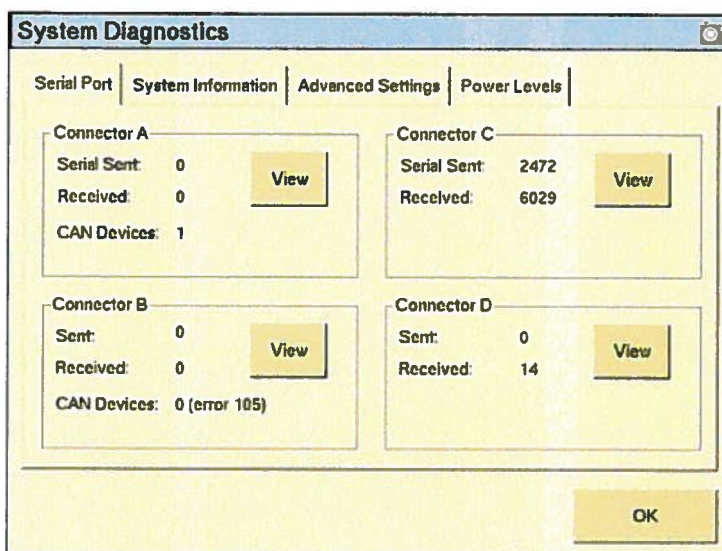 System Diagnostics
Serial Port
System Information
Advanced Settings
Power Levels
Connector A
Serial Sent: 0
Received: 0
CAN Devices: 1
View
Connector C
Serial Sent: 2472
Received: 6029
View
Connector B
Sent: 0
Received: 0
CAN Devices: 0 (error 105)
View
Connector D
Sent: 0
Received: 14
View
OK